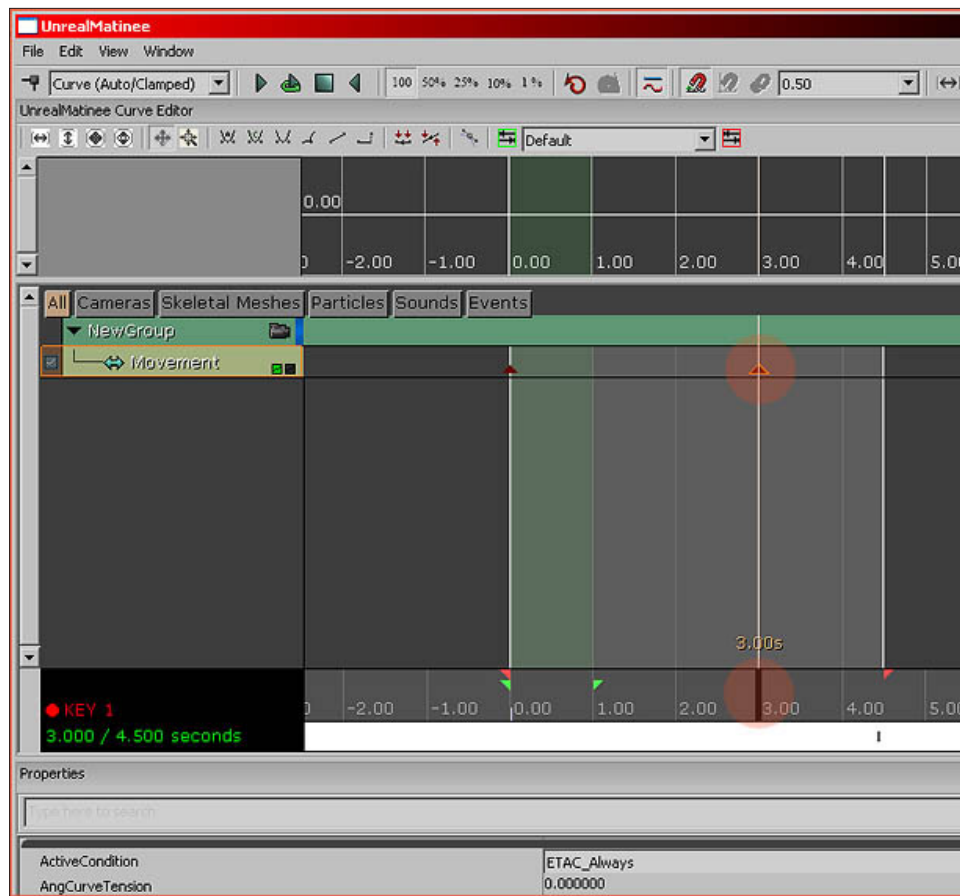 UnrealMatinee
File Edit View Window
Curve (Auto/Clamped) 100 50% 25% 10% 1% 0.50
UnrealMatinee Curve Editor
Default
0.00
-2.00 -1.00 0.00 1.00 2.00 3.00 4.00 5.00
All Cameras Skeletal Meshes Particles Sounds Events
NewGroup
Movement
3.00s
-2.00 -1.00 0.00 1.00 2.00 3.00 4.00 5.00
KEY 1
3.000 / 4.500 seconds
Properties
Type here to search
ActiveCondition ETAC_Always
AngCurveTension 0.000000